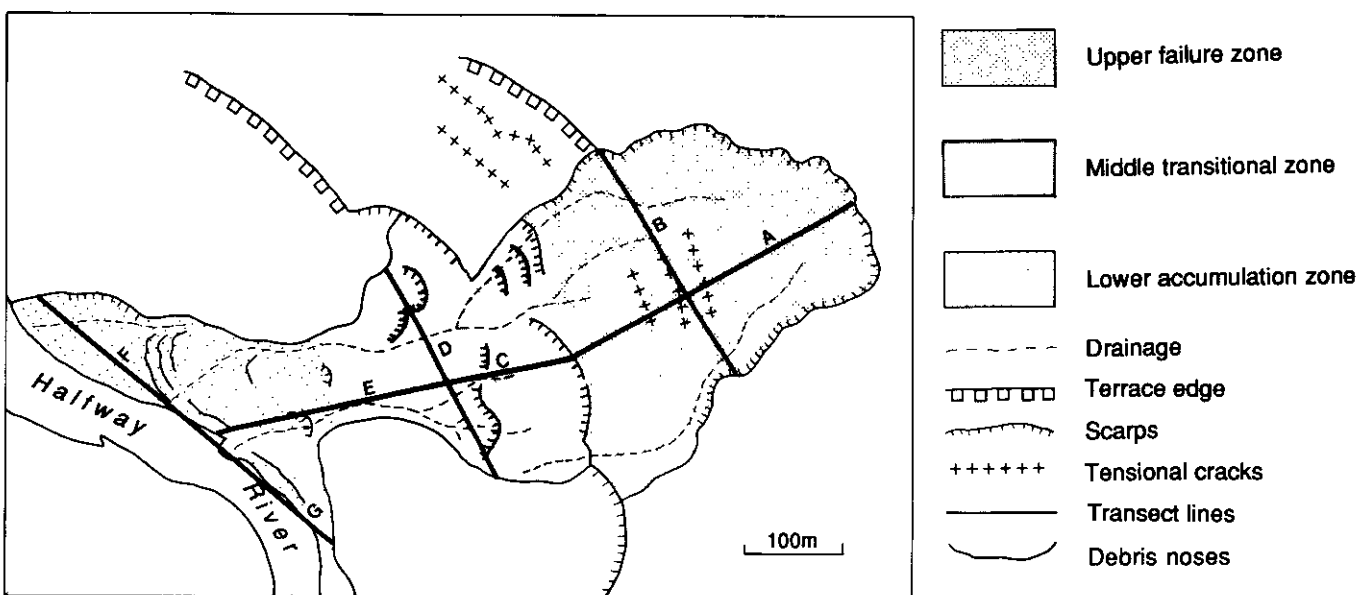 B
A
D
C
E
F
G
Halfway
River
100m
Upper failure zone
Middle transitional zone
Lower accumulation zone
Drainage
Terrace edge
Scarps
Tensional cracks
Transect lines
Debris noses